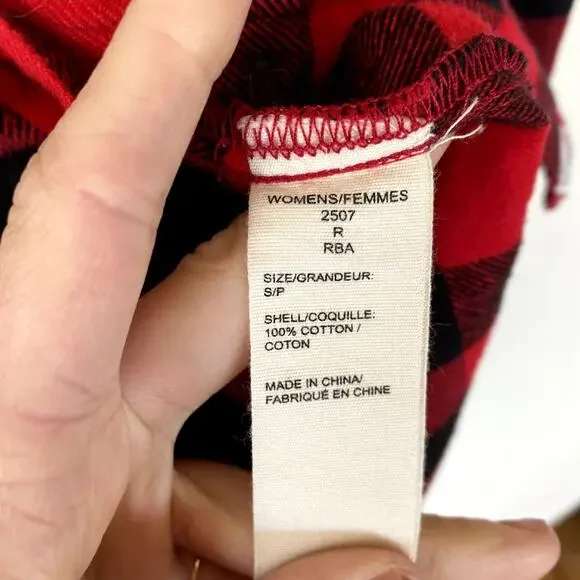 WOMENS/FEMMES
2507
R
RBA
SIZE/GRANDEUR:
S/P
SHELL/COQUILLE:
100% COTTON /
COTON
MADE IN CHINA/
FABRIQUÉ EN CHINE